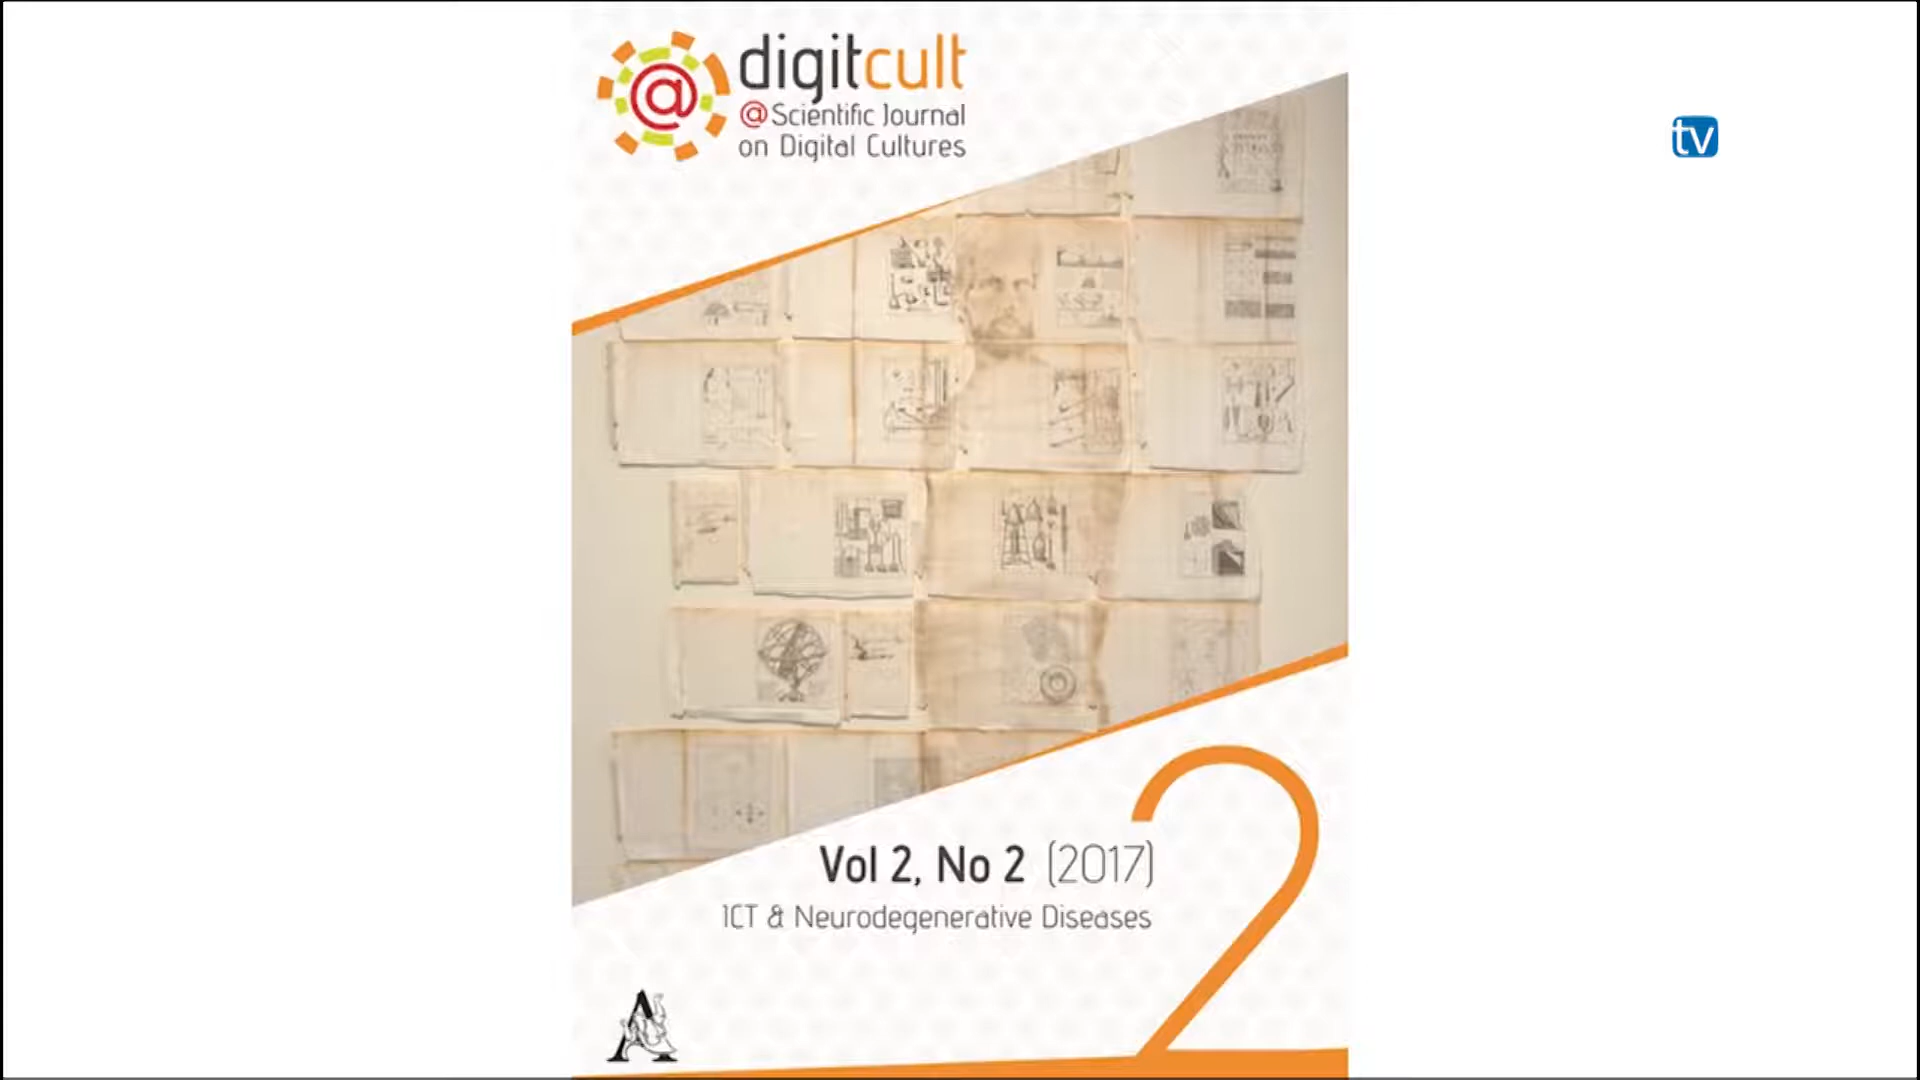 digitcult
@ Scientific Journal
on Digital Cultures
tv
Vol 2, No 2 (2017)
ICT & Neurodegenerative Diseases
2